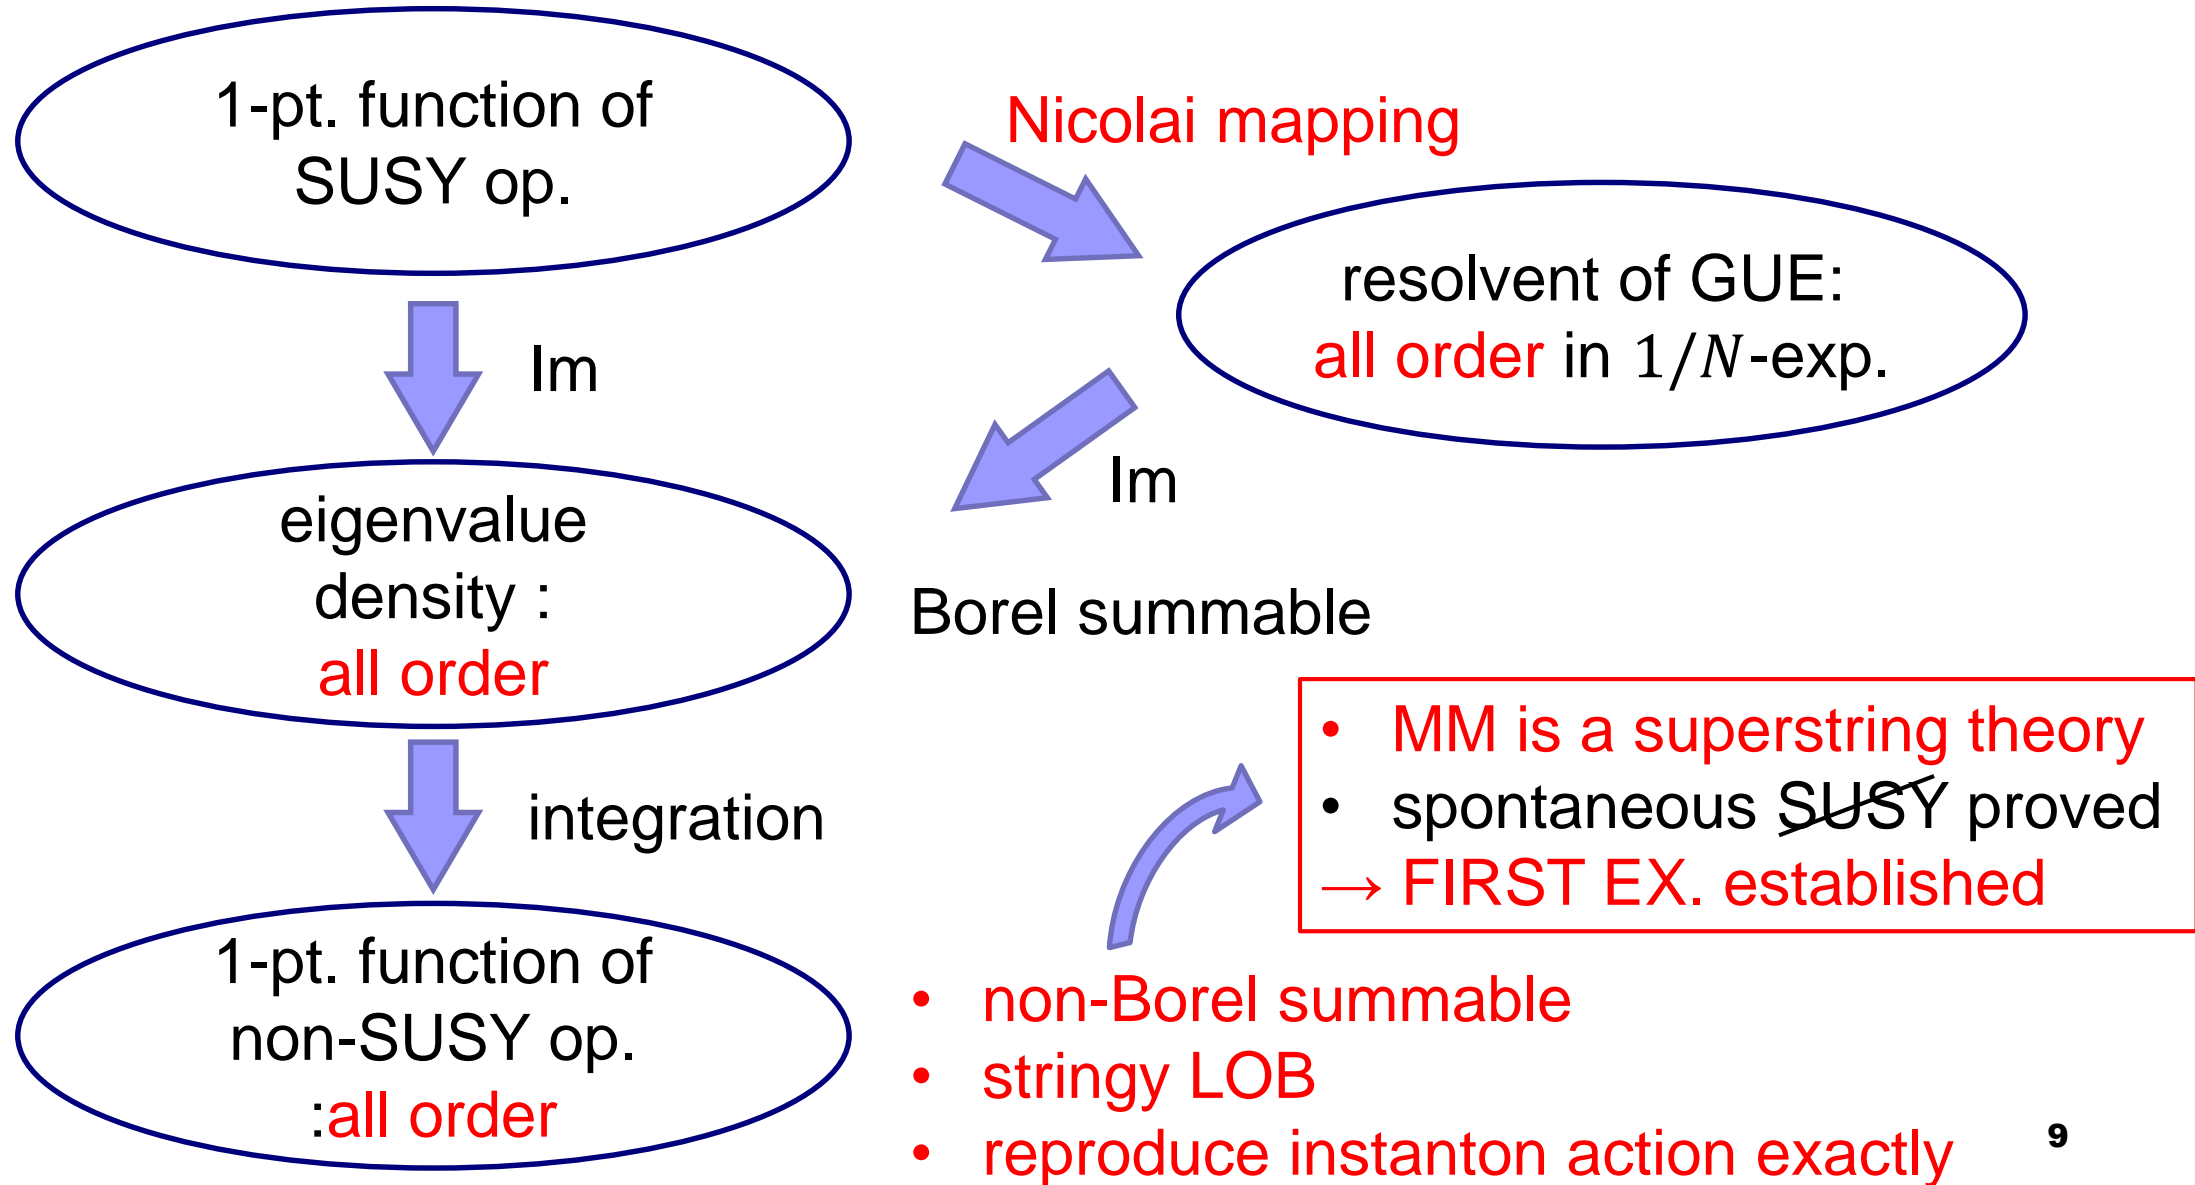 1-pt. function of
SUSY op.
Nicolai mapping
resolvent of GUE:
all order in 1/N-exp.
Im
Im
eigenvalue
density :
all order
Borel summable
integration
• MM is a superstring theory
• spontaneous SUSY proved
→ FIRST EX. established
1-pt. function of
non-SUSY op.
:all order
• non-Borel summable
• stringy LOB
• reproduce instanton action exactly
9